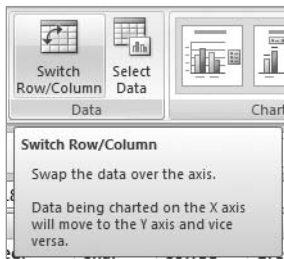 Switch
Row/Column
Select
Data
Data
Chart
Switch Row/Column
Swap the data over the axis.
Data being charted on the X axis
will move to the Y axis and vice
versa.